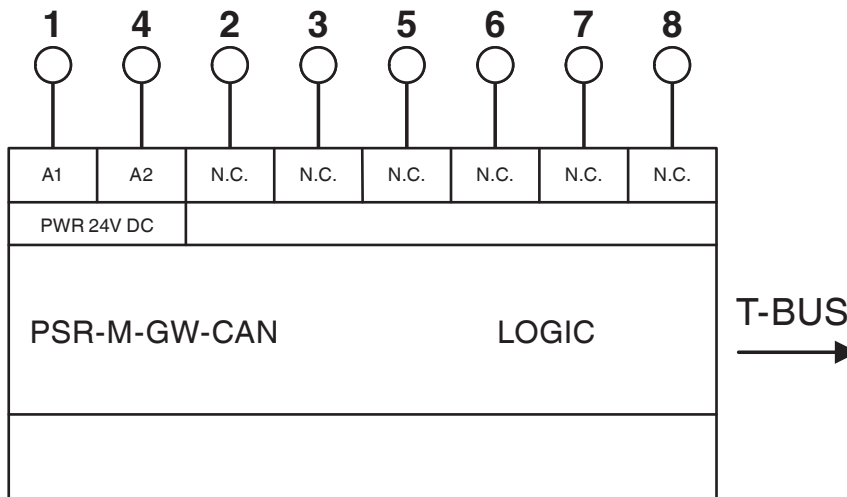 1 4 2 3 5 6 7 8
A1 A2 N.C. N.C. N.C. N.C. N.C. N.C.
PWR 24V DC
PSR-M-GW-CAN LOGIC
T-BUS